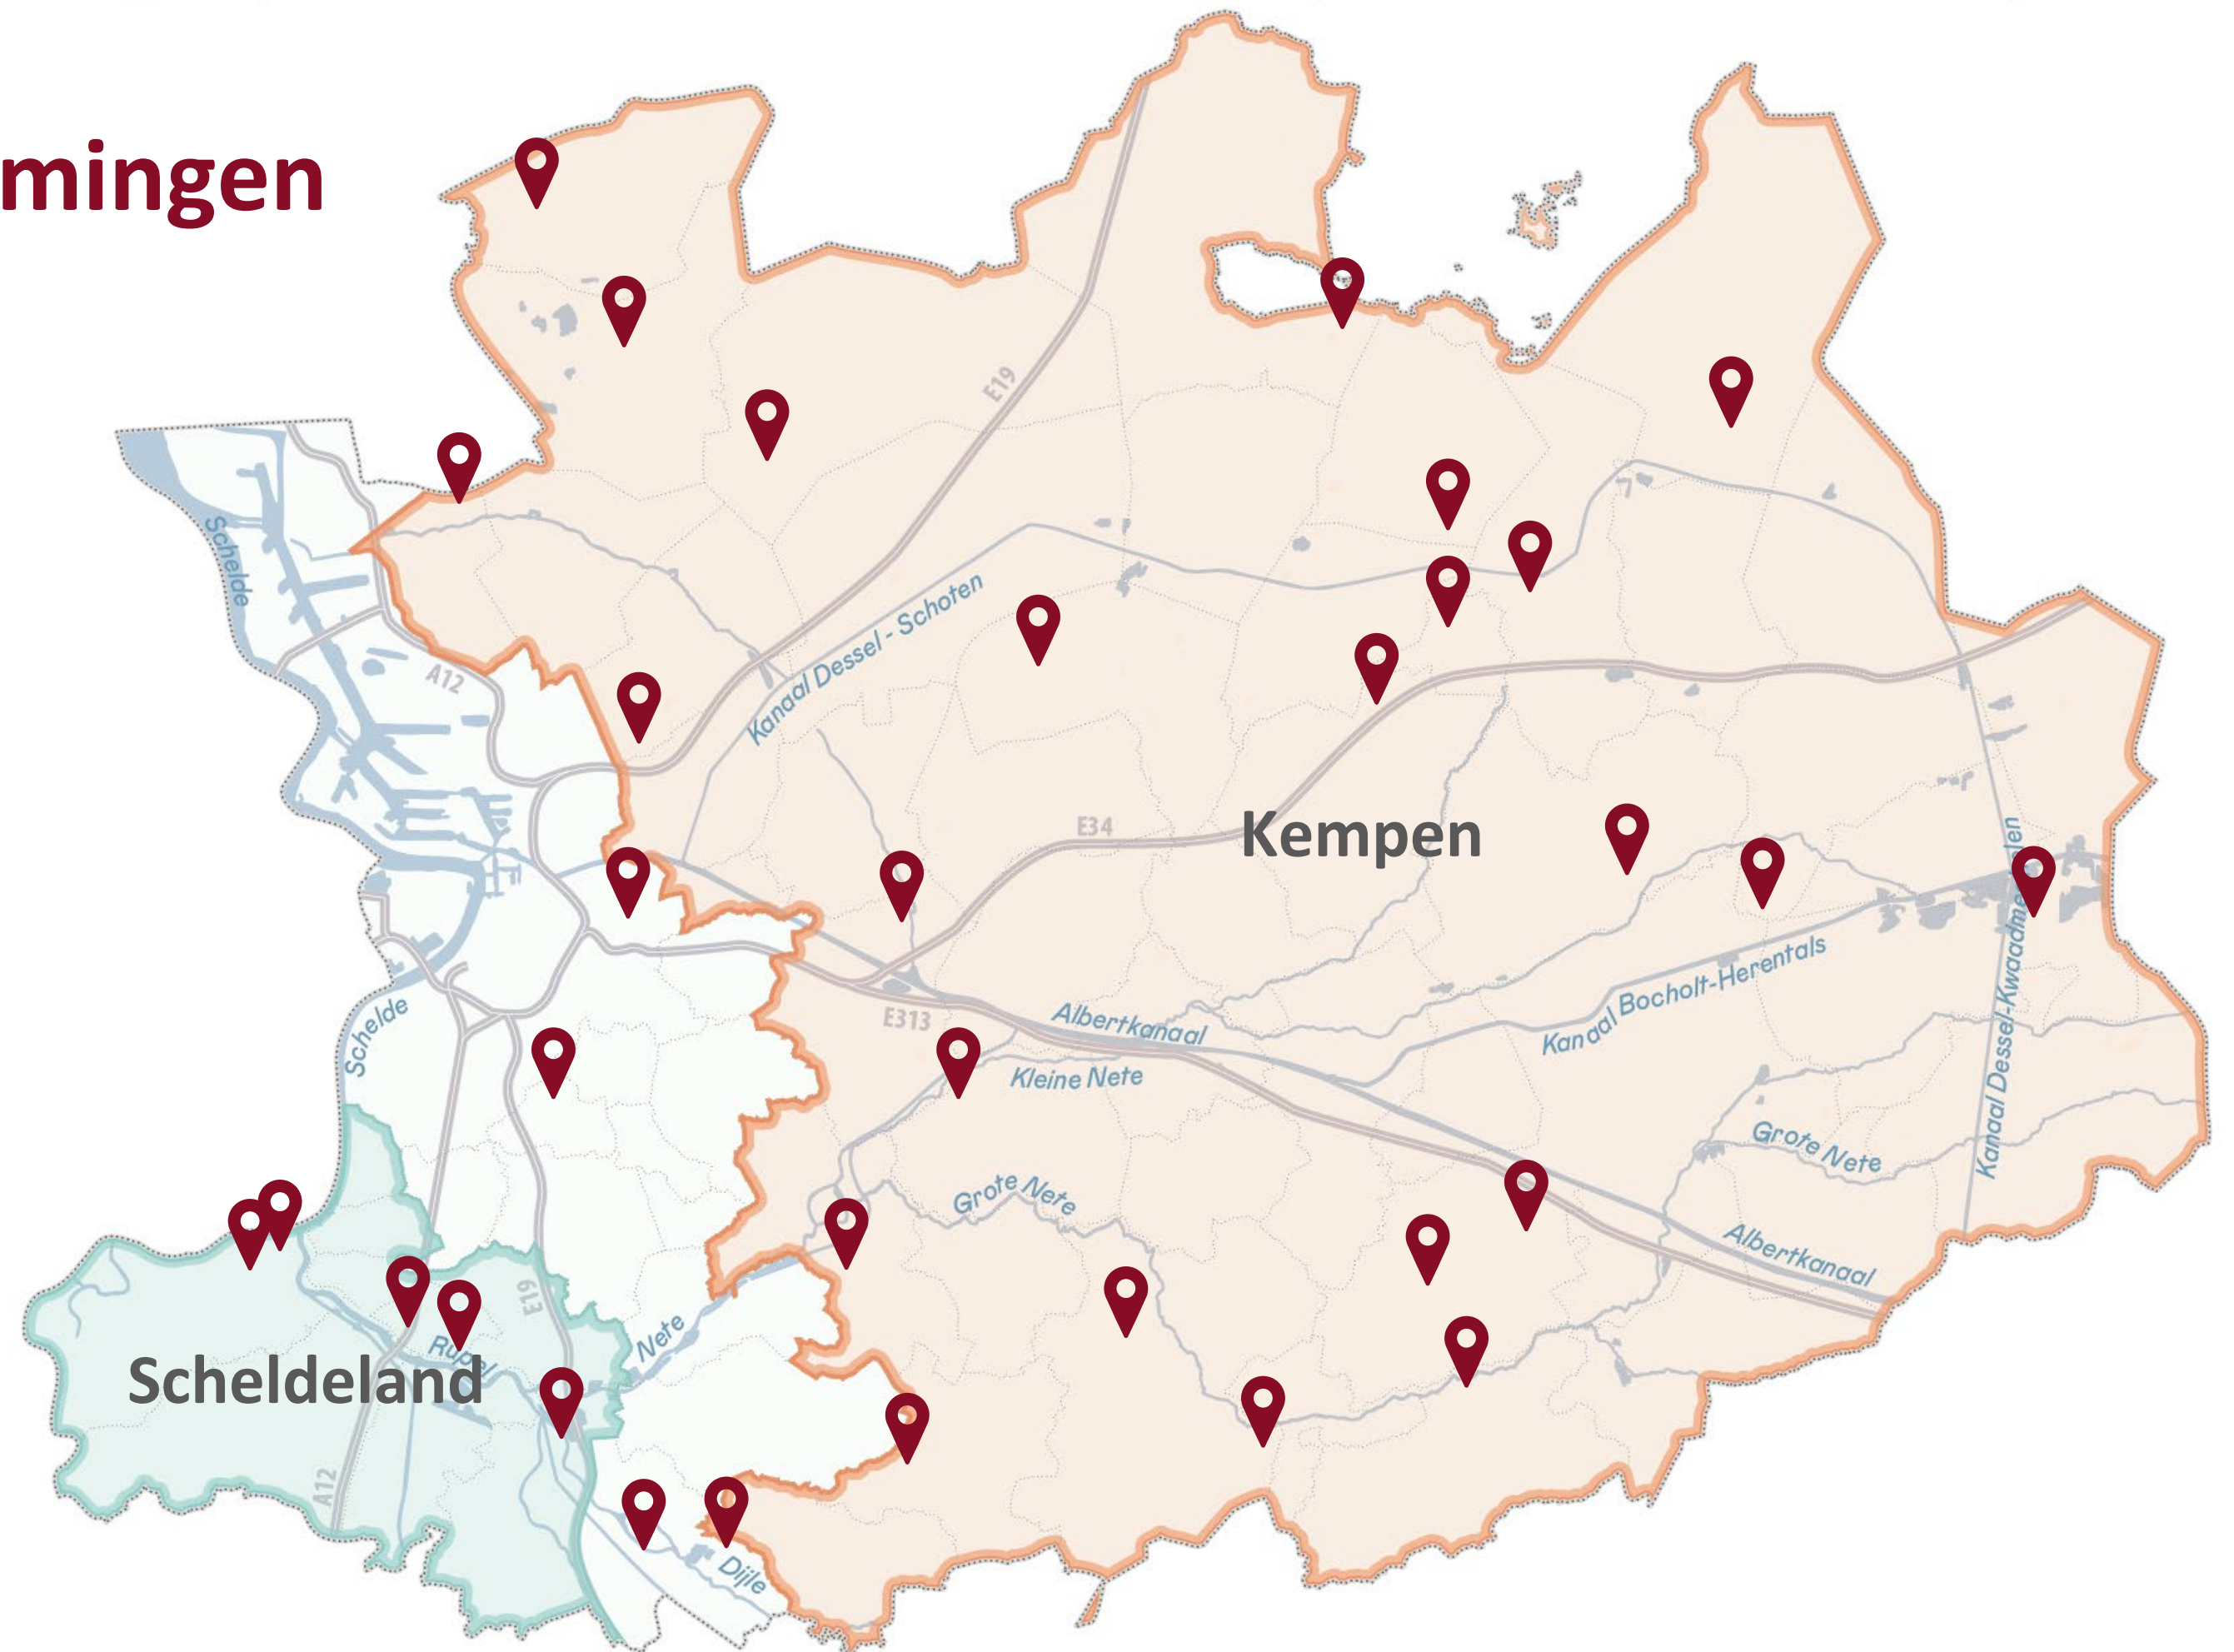 mingen
E19
Schelde
A12
Kanaal Dessel - Schoten
Kempen
E34
Schelde
E313
Albertkanaal
Kleine Nete
Kanaal Bocholt-Herentals
Kanaal Dessel-Kwaadmechelen
Grote Nete
Grote Nete
Albertkanaal
E19
Nete
Rupel
Scheldeland
A12
Dijle